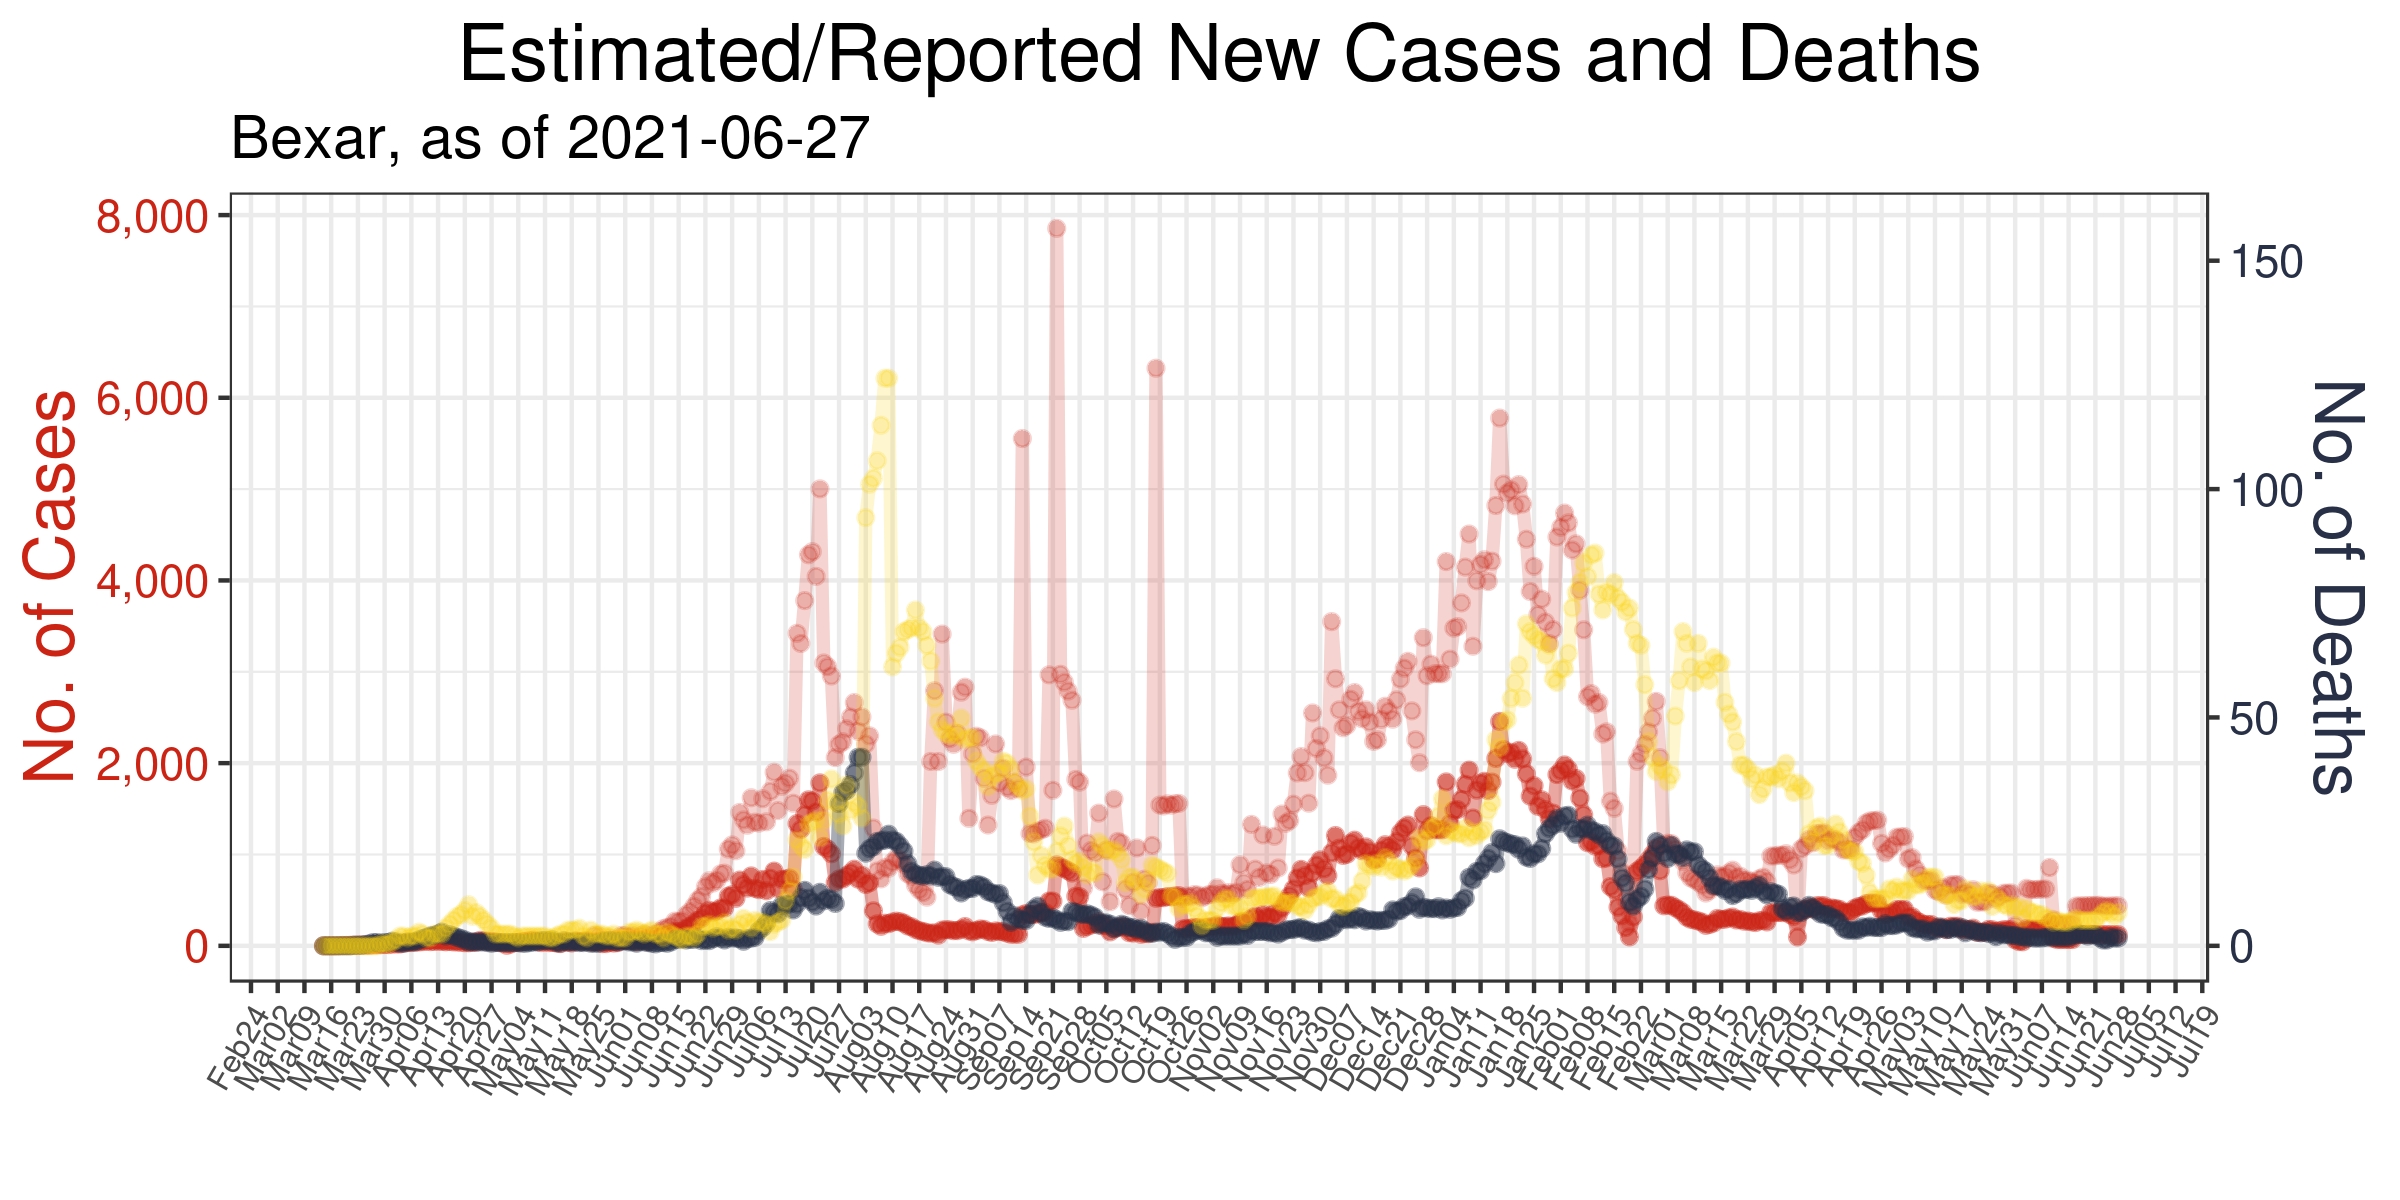 Estimated/Reported New Cases and Deaths
Bexar, as of 2021-06-27
No. of Cases
8,000
6,000
4,000
2,000
0
No. of Deaths
150
100
50
0
Feb24
Mar02
Mar09
Mar16
Mar23
Mar30
Apr06
Apr13
Apr20
Apr27
May04
May11
May18
May25
Jun01
Jun08
Jun15
Jun22
Jun29
Jul06
Jul13
Jul20
Jul27
Aug03
Aug10
Aug17
Aug24
Aug31
Sep07
Sep14
Sep21
Sep28
Oct05
Oct12
Oct19
Oct26
Nov02
Nov09
Nov16
Nov23
Nov30
Dec07
Dec14
Dec21
Dec28
Jan04
Jan11
Jan18
Jan25
Feb01
Feb08
Feb15
Feb22
Mar01
Mar08
Mar15
Mar22
Mar29
Apr05
Apr12
Apr19
Apr26
May03
May10
May17
May24
May31
Jun07
Jun14
Jun21
Jun28
Jul05
Jul12
Jul19